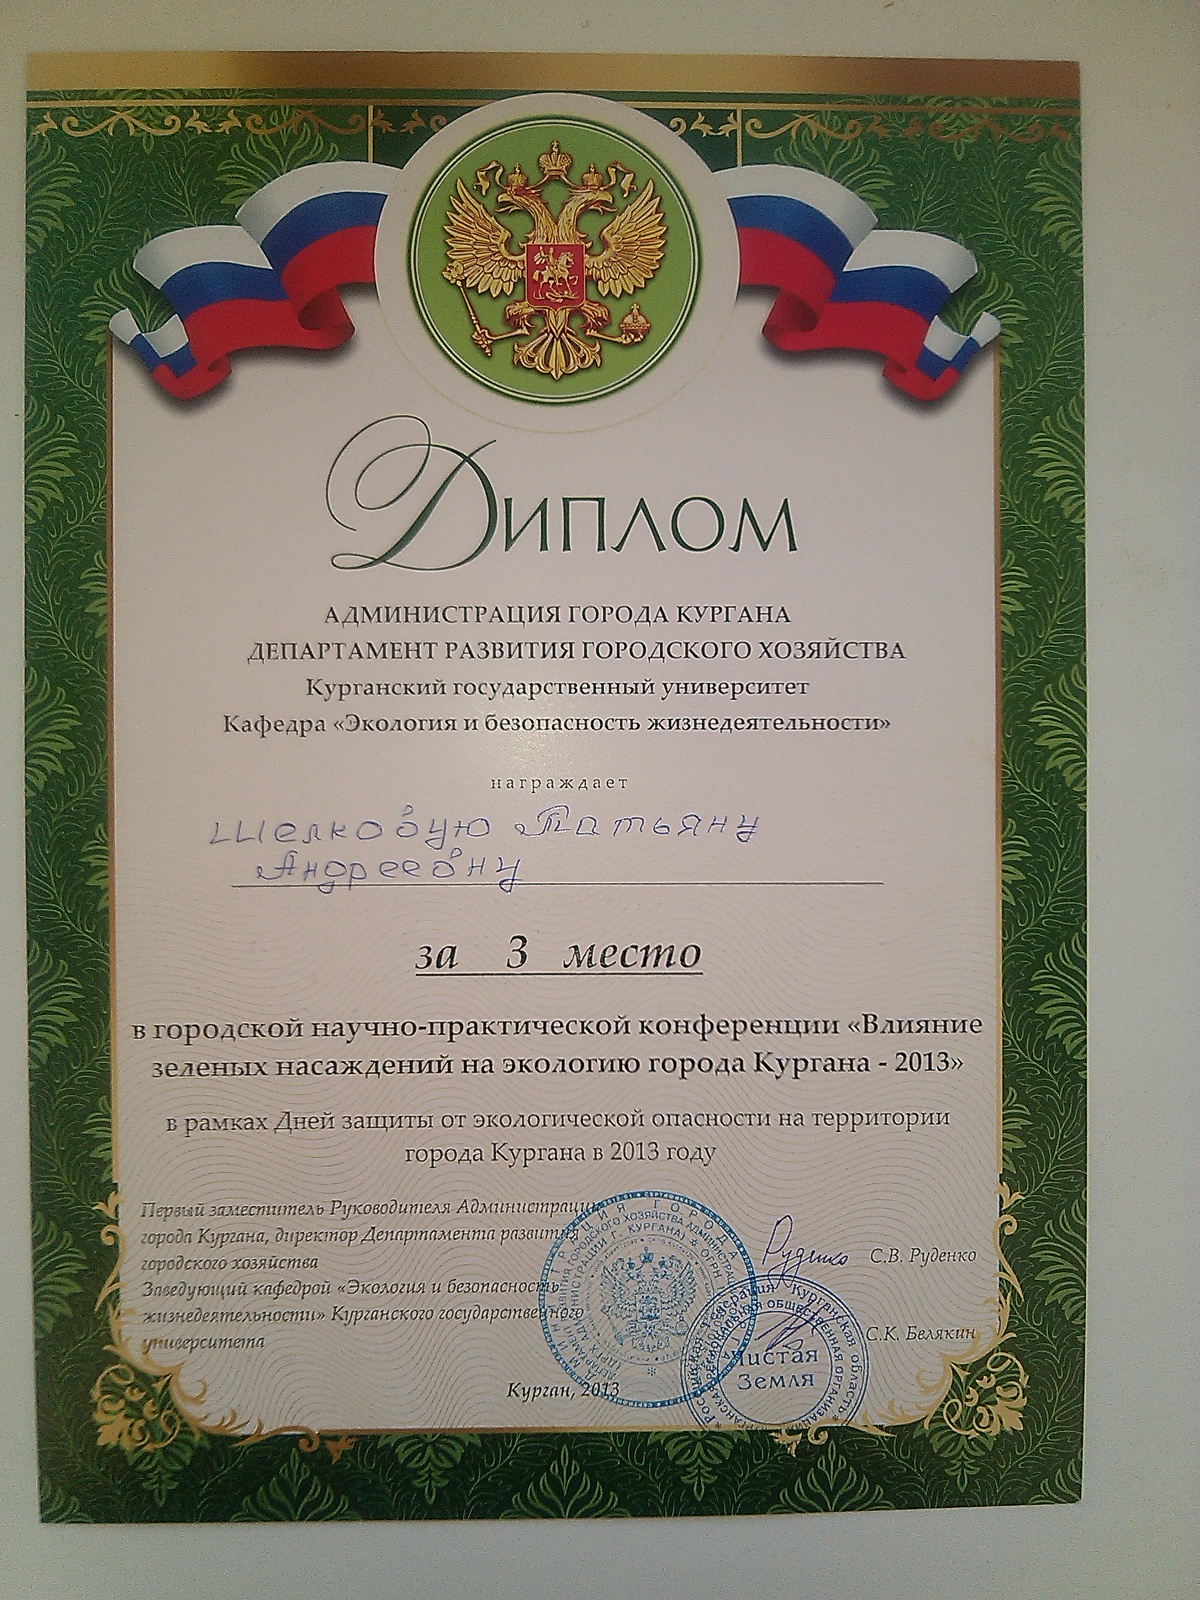 Диплом
АДМИНИСТРАЦИЯ ГОРОДА КУРГАНА
ДЕПАРТАМЕНТ РАЗВИТИЯ ГОРОДСКОГО ХОЗЯЙСТВА
Курганский государственный университет
Кафедра «Экология и безопасность жизнедеятельности»
награждает
Шелковую Татьяну
Андреевну
за 3 место
в городской научно-практической конференции «Влияние
зеленых насаждений на экологию города Кургана - 2013»
в рамках Дней защиты от экологической опасности на территории
города Кургана в 2013 году
Первый заместитель Руководителя Администрации
города Кургана, директор Департамента развития
городского хозяйства
Руденко С.В. Руденко
Заведующий кафедрой «Экология и безопасность
жизнедеятельности» Курганского государственного
университета
С.К. Белякин
Чистая
Земля
Курганская область
Курган, 2013